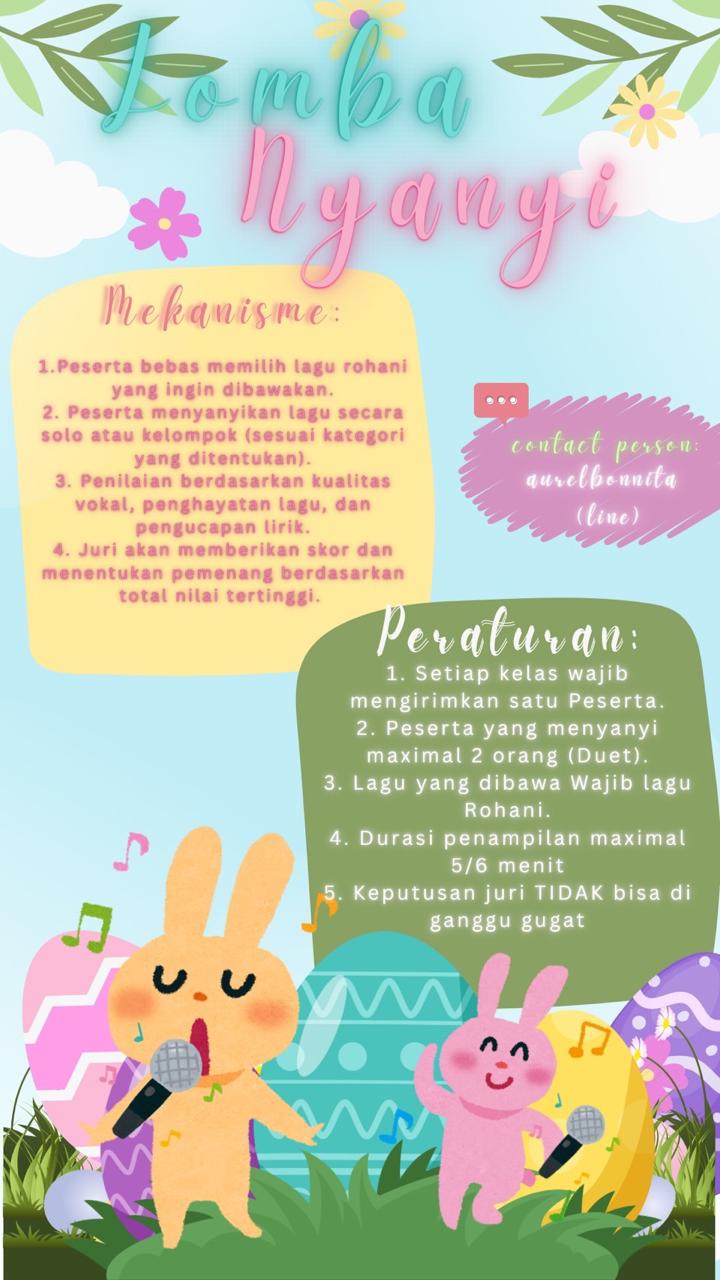 Lomba
Nyanyi
Mekanisme:
1.Peserta bebas memilih lagu rohani
yang ingin dibawakan.
2. Peserta menyanyikan lagu secara
solo atau kelompok (sesuai kategori
yang ditentukan).
3. Penilaian berdasarkan kualitas
vokal, penghayatan lagu, dan
pengucapan lirik.
4. Juri akan memberikan skor dan
menentukan pemenang berdasarkan
total nilai tertinggi.
contact person:
aurelbonnita
(line)
Peraturan:
1. Setiap kelas wajib
mengirimkan satu Peserta.
2. Peserta yang menyanyi
maximal 2 orang (Duet).
3. Lagu yang dibawa Wajib lagu
Rohani.
4. Durasi penampilan maximal
5/6 menit
5. Keputusan juri TIDAK bisa di
ganggu gugat